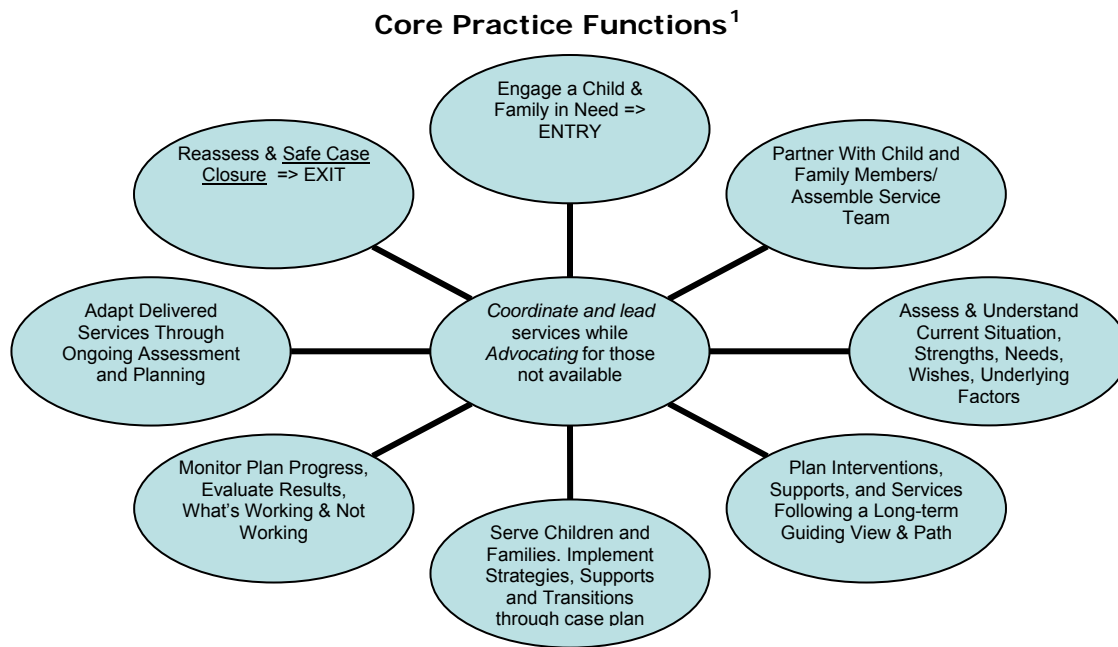 Core Practice Functions¹
Engage a Child &
Family in Need =>
ENTRY
Partner With Child and
Family Members/
Assemble Service
Team
Assess & Understand
Current Situation,
Strengths, Needs,
Wishes, Underlying
Factors
Plan Interventions,
Supports, and Services
Following a Long-term
Guiding View & Path
Serve Children and
Families. Implement
Strategies, Supports
and Transitions
through case plan
Monitor Plan Progress,
Evaluate Results,
What’s Working & Not
Working
Adapt Delivered
Services Through
Ongoing Assessment
and Planning
Reassess & Safe Case
Closure => EXIT
Coordinate and lead
services while
Advocating for those
not available